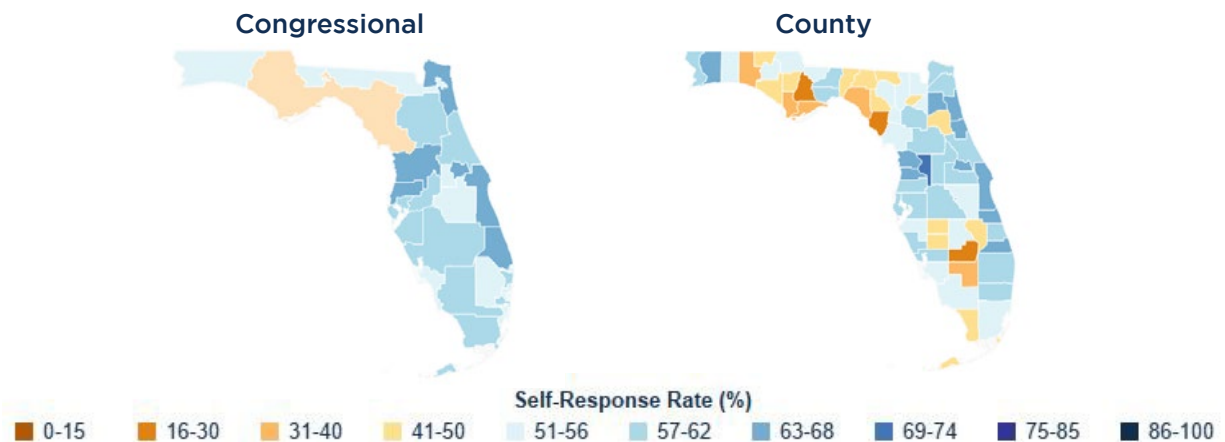 Congressional County
Self-Response Rate (%)
0-15 16-30 31-40 41-50 51-56 57-62 63-68 69-74 75-85 86-100